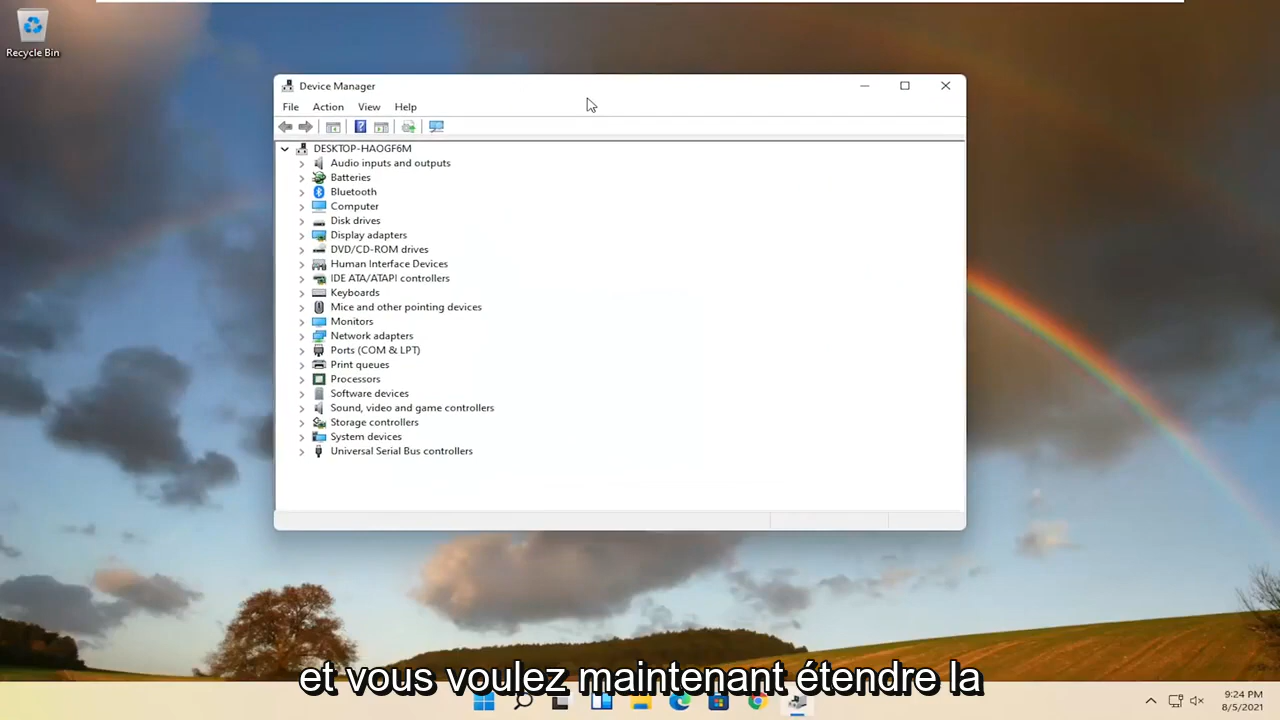 Recycle Bin
Device Manager
File Action View Help
DESKTOP-HAOGF6M
Audio inputs and outputs
Batteries
Bluetooth
Computer
Disk drives
Display adapters
DVD/CD-ROM drives
Human Interface Devices
IDE ATA/ATAPI controllers
Keyboards
Mice and other pointing devices
Monitors
Network adapters
Ports (COM & LPT)
Print queues
Processors
Software devices
Sound, video and game controllers
Storage controllers
System devices
Universal Serial Bus controllers
et vous voulez maintenant étendre la
9:24 PM
8/5/2021